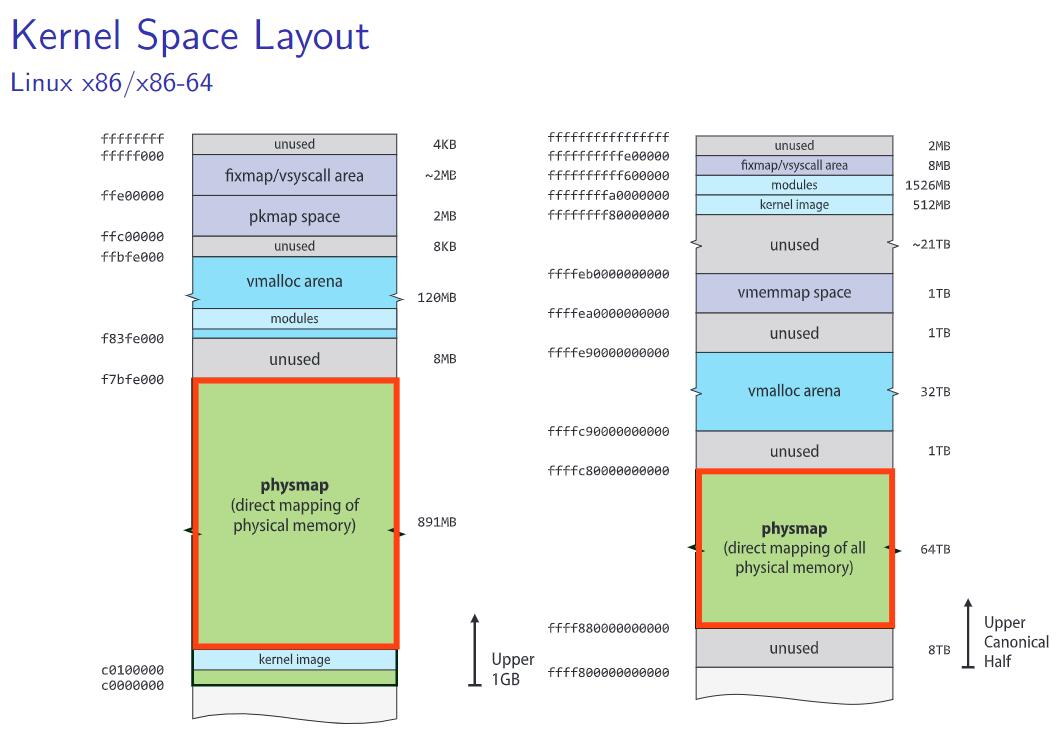 Kernel Space Layout
Linux x86/x86-64
ffffffff
unused
4KB
fffff000
fixmap/vsyscall area
~2MB
ffe00000
pkmap space
2MB
ffc00000
unused
8KB
ffbfe000
vmalloc arena
120MB
modules
f83fe000
unused
8MB
f7bfe000
physmap
(direct mapping of
physical memory)
891MB
kernel image
c0100000
c0000000
Upper
1GB
ffffffffffffffff
unused
2MB
ffffffffffe00000
fixmap/vsyscall area
8MB
ffffffffff600000
modules
1526MB
ffffffffa0000000
kernel image
512MB
ffffffff80000000
unused
~21TB
ffffeb0000000000
vmemmap space
1TB
ffffea0000000000
unused
1TB
ffffe90000000000
vmalloc arena
32TB
ffffc90000000000
unused
1TB
ffffc80000000000
physmap
(direct mapping of all
physical memory)
64TB
ffff880000000000
unused
8TB
ffff800000000000
Upper
Canonical
Half